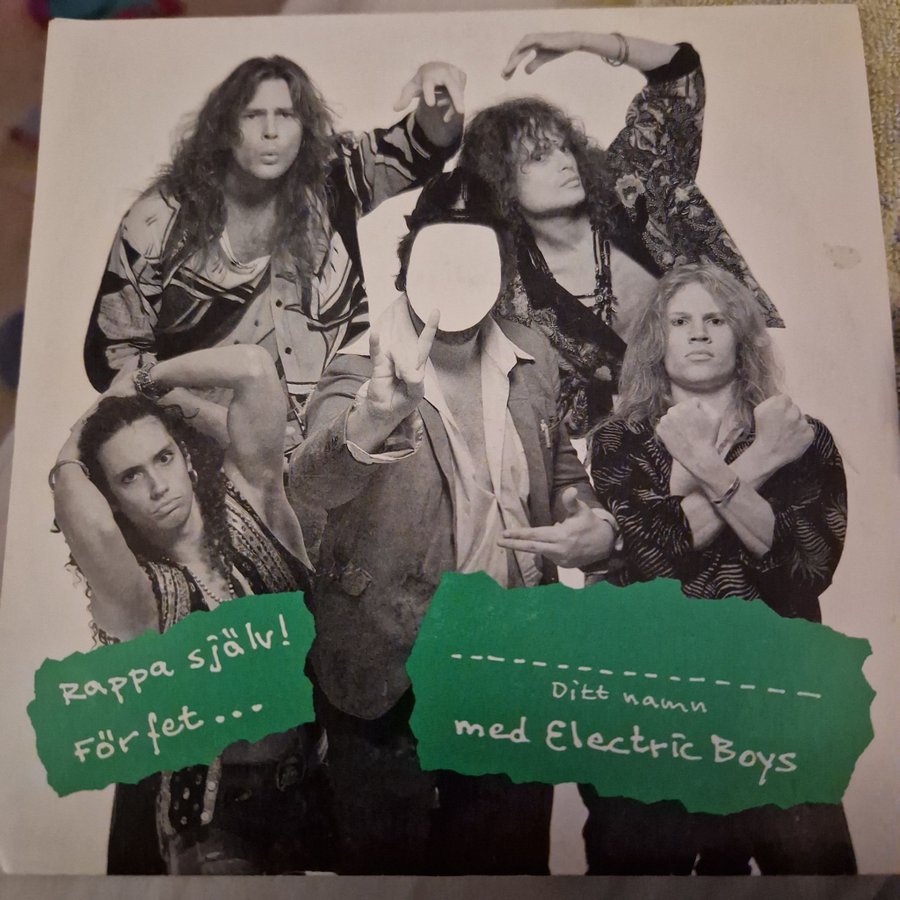 Rappa själv!
För fet...
Ditt namn
med Electric Boys